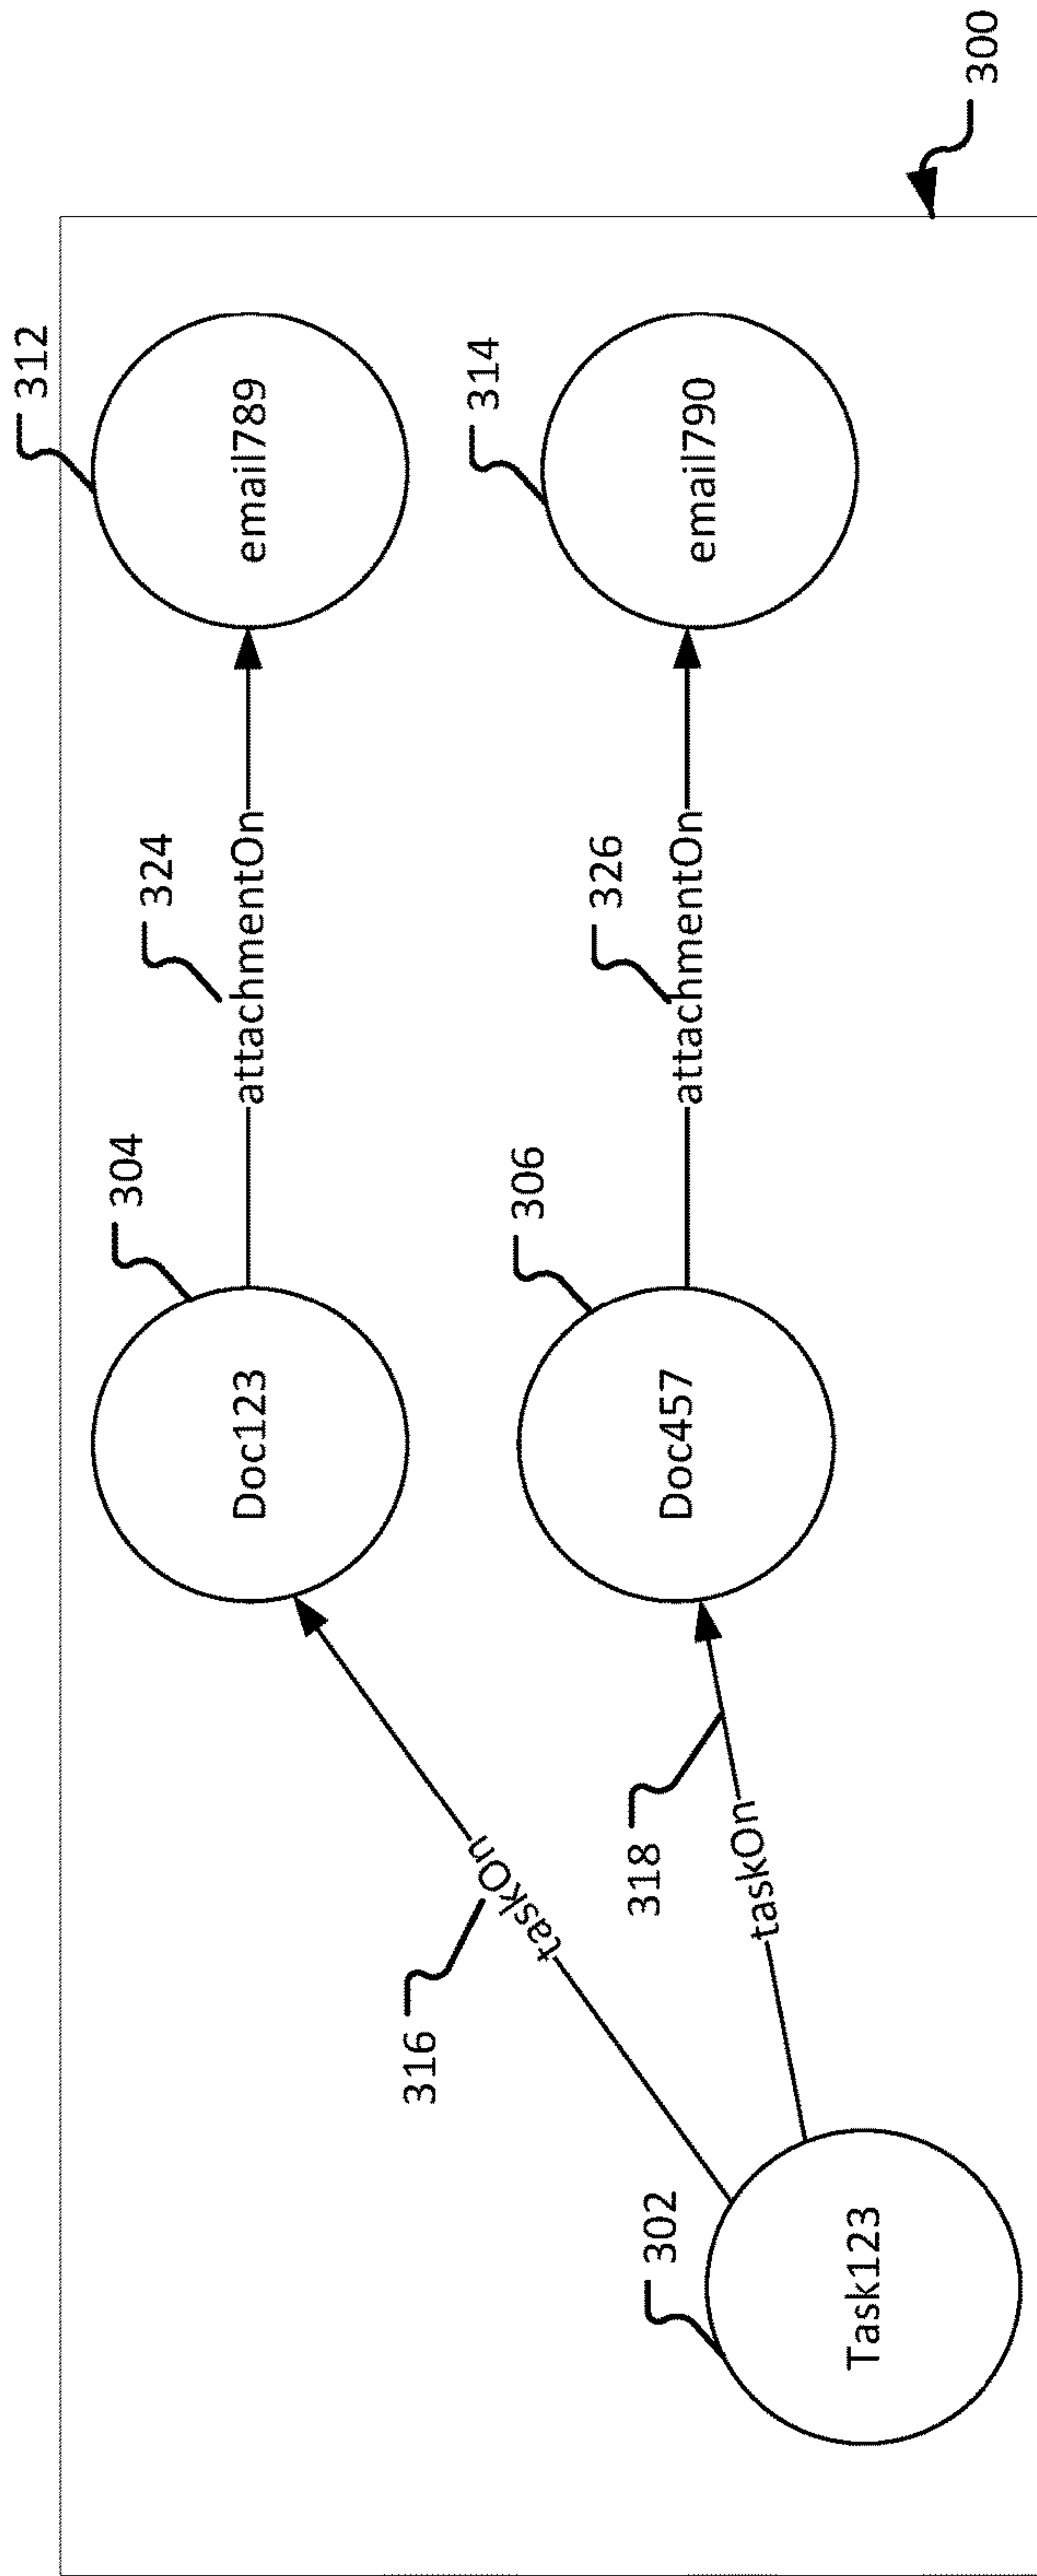 312
email789
324
attachmentOn
304
Doc123
314
email790
326
attachmentOn
306
Doc457
316
taskOn
318
taskOn
302
Task123
300